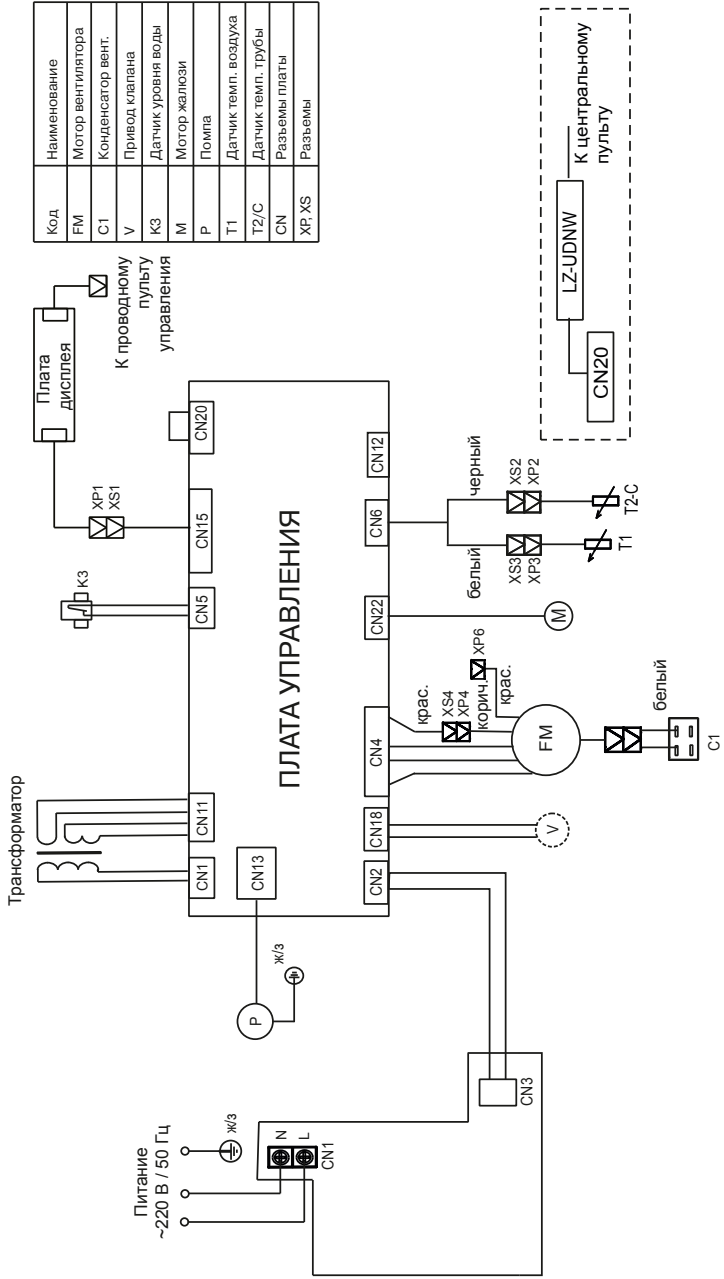 Питание
~220 В / 50 Гц
ж/з
N
L
CN1
CN3
P
ж/з
Трансформатор
CN1
CN11
CN13
ПЛАТА УПРАВЛЕНИЯ
CN5
CN15
CN20
K3
XP1
XS1
Плата
дисплея
К проводному
пульту
управления
CN2
CN18
CN4
CN22
CN6
CN12
V
крас.
XS4
XP4
корич.
крас.
XP6
FM
белый
C1
M
белый
черный
XS3
XP3
XS2
XP2
T1
T2-C
Код Наименование
FM Мотор вентилятора
C1 Конденсатор вент.
V Привод клапана
K3 Датчик уровня воды
M Мотор жалюзи
P Помпа
T1 Датчик темп. воздуха
T2/C Датчик темп. трубы
CN Разъемы платы
XP, XS Разъемы
CN20
LZ-UDNW
К центральному
пульту